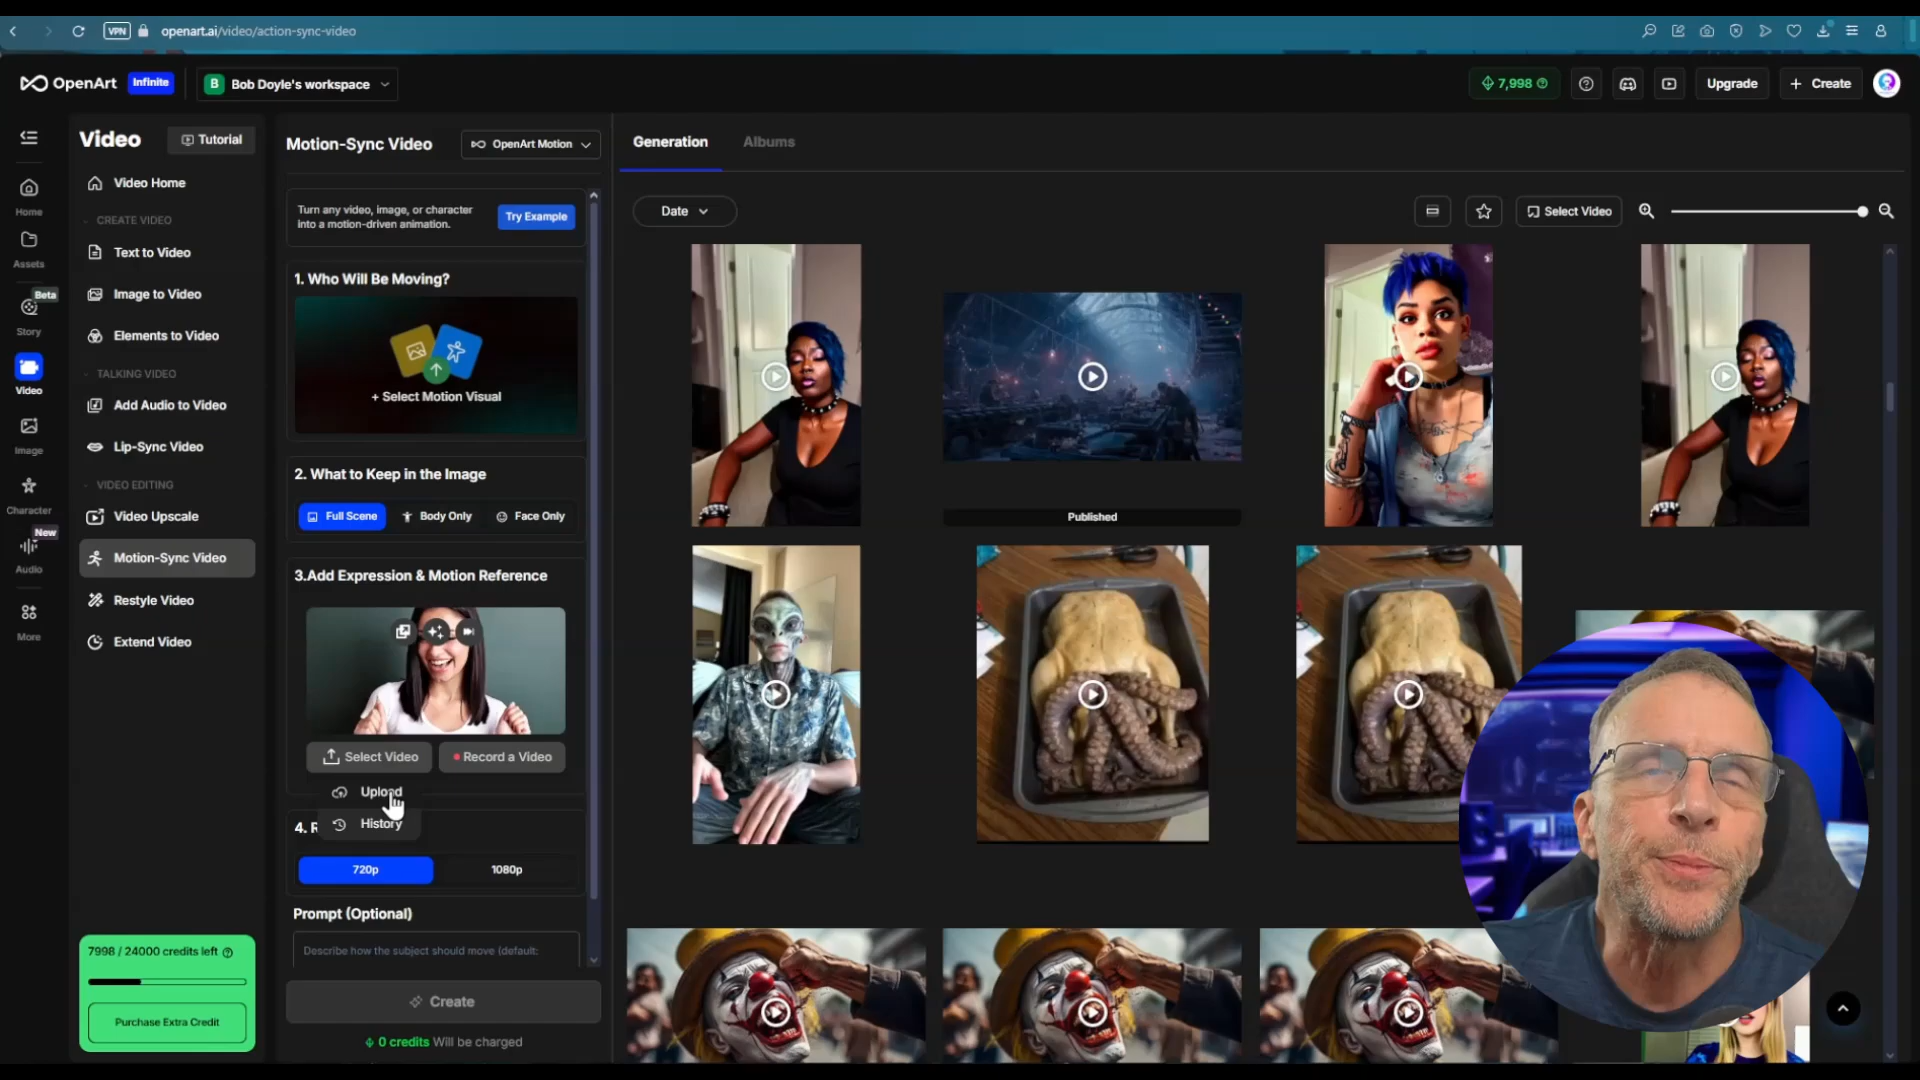 VPN
openart.ai/video/action-sync-video
OpenArt
Infinite
B
Bob Doyle's workspace
7,998
Upgrade
+ Create
Home
Assets
Beta
Story
Video
Image
Character
New
Audio
More
Video
Tutorial
Video Home
CREATE VIDEO
Text to Video
Image to Video
Elements to Video
TALKING VIDEO
Add Audio to Video
Lip-Sync Video
VIDEO EDITING
Video Upscale
Motion-Sync Video
Restyle Video
Extend Video
7998 / 24000 credits left
Purchase Extra Credit
Motion-Sync Video
OpenArt Motion
Turn any video, image, or character
into a motion-driven animation.
Try Example
1. Who Will Be Moving?
+ Select Motion Visual
2. What to Keep in the Image
Full Scene
Body Only
Face Only
3.Add Expression & Motion Reference
Select Video
Record a Video
Upload
History
4. R
720p
1080p
Prompt (Optional)
Describe how the subject should move (default:
Create
0 credits Will be charged
Generation
Albums
Date
Select Video
Published